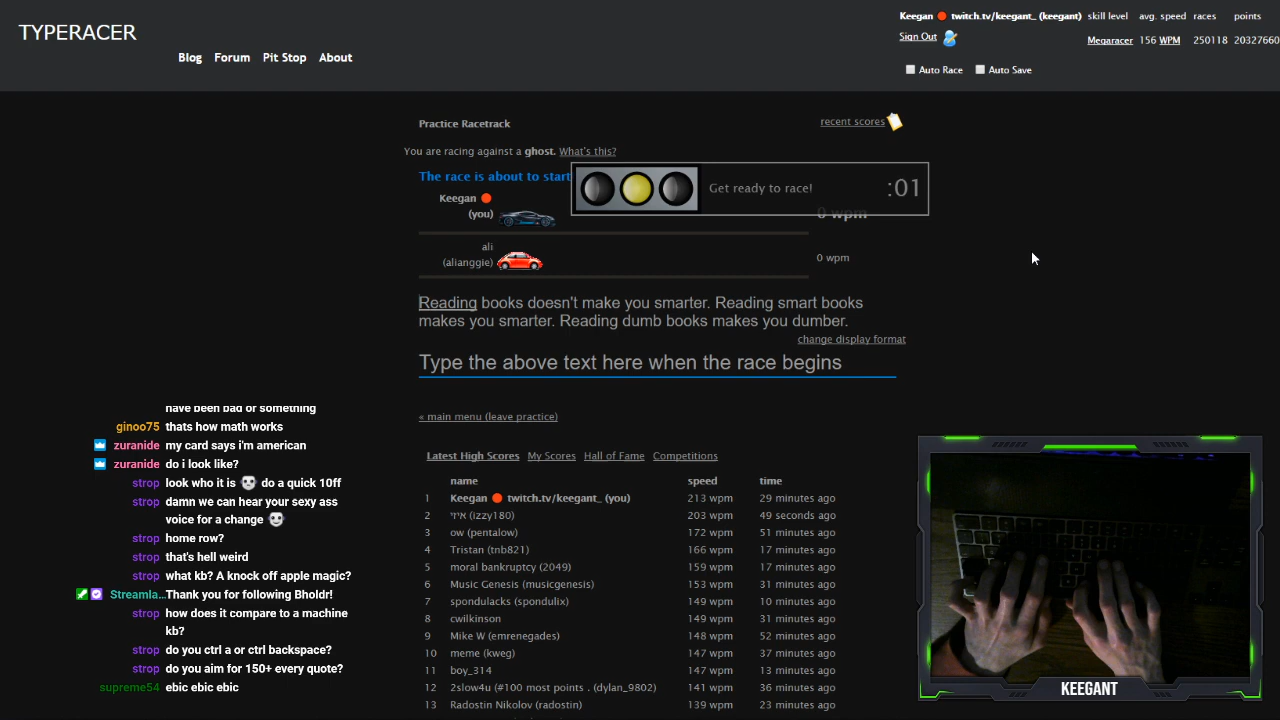 TYPERACER
Blog Forum Pit Stop About
Keegan twitch.tv/keegant_ (keegant) skill level avg. speed races points
Sign Out Megaracer 156 WPM 250118 20327660
Auto Race Auto Save
Practice Racetrack recent scores
You are racing against a ghost. What's this?
The race is about to start
Get ready to race! :01
Keegan
(you) 0 wpm
ali
(alianggie) 0 wpm
Reading books doesn't make you smarter. Reading smart books
makes you smarter. Reading dumb books makes you dumber.
change display format
Type the above text here when the race begins
« main menu (leave practice)
Latest High Scores My Scores Hall of Fame Competitions
name speed time
1 Keegan twitch.tv/keegant_ (you) 213 wpm 29 minutes ago
2 איזי (izzy180) 203 wpm 49 seconds ago
3 ow (pentalow) 172 wpm 51 minutes ago
4 Tristan (tnb821) 166 wpm 17 minutes ago
5 moral bankruptcy (2049) 159 wpm 17 minutes ago
6 Music Genesis (musicgenesis) 153 wpm 31 minutes ago
7 spondulacks (spondulix) 149 wpm 10 minutes ago
8 cwilkinson 149 wpm 31 minutes ago
9 Mike W (emrenegades) 148 wpm 52 minutes ago
10 meme (kweg) 147 wpm 37 minutes ago
11 boy_314 147 wpm 13 minutes ago
12 2slow4u (#100 most points . (dylan_9802) 141 wpm 36 minutes ago
13 Radostin Nikolov (radostin) 139 wpm 23 minutes ago
have been bad or something
ginoo75 thats how math works
zuranide my card says i'm american
zuranide do i look like?
strop look who it is do a quick 10ff
strop damn we can hear your sexy ass
voice for a change
strop home row?
strop that's hell weird
strop what kb? A knock off apple magic?
Streamla... Thank you for following Bholdr!
strop how does it compare to a machine
kb?
strop do you ctrl a or ctrl backspace?
strop do you aim for 150+ every quote?
supreme54 ebic ebic ebic
KEEGANT